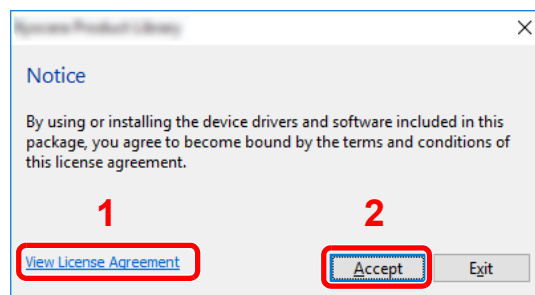 Notice
By using or installing the device drivers and software included in this
package, you agree to become bound by the terms and conditions of
this license agreement.
1
2
View License Agreement
Accept
Exit